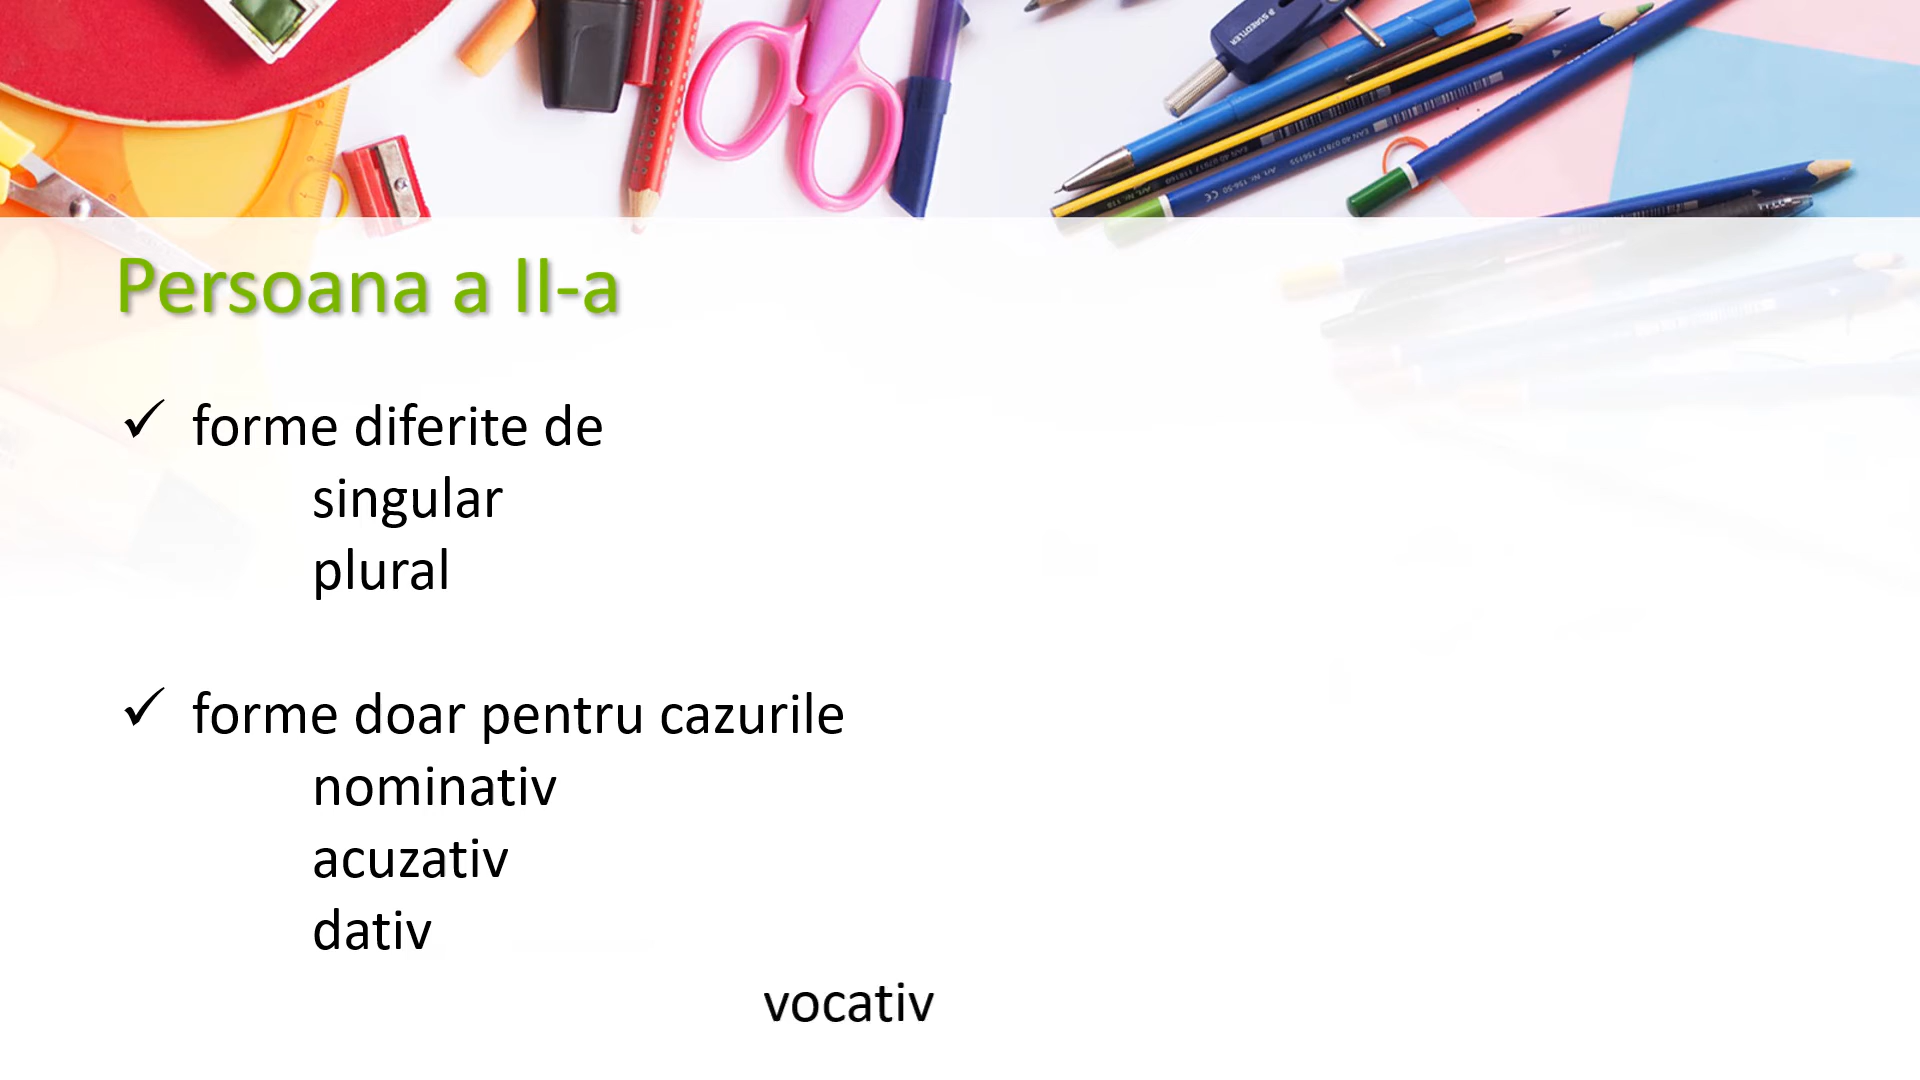 Persoana a II-a
✓ forme diferite de
singular
plural
✓ forme doar pentru cazurile
nominativ
acuzativ
dativ
vocativ